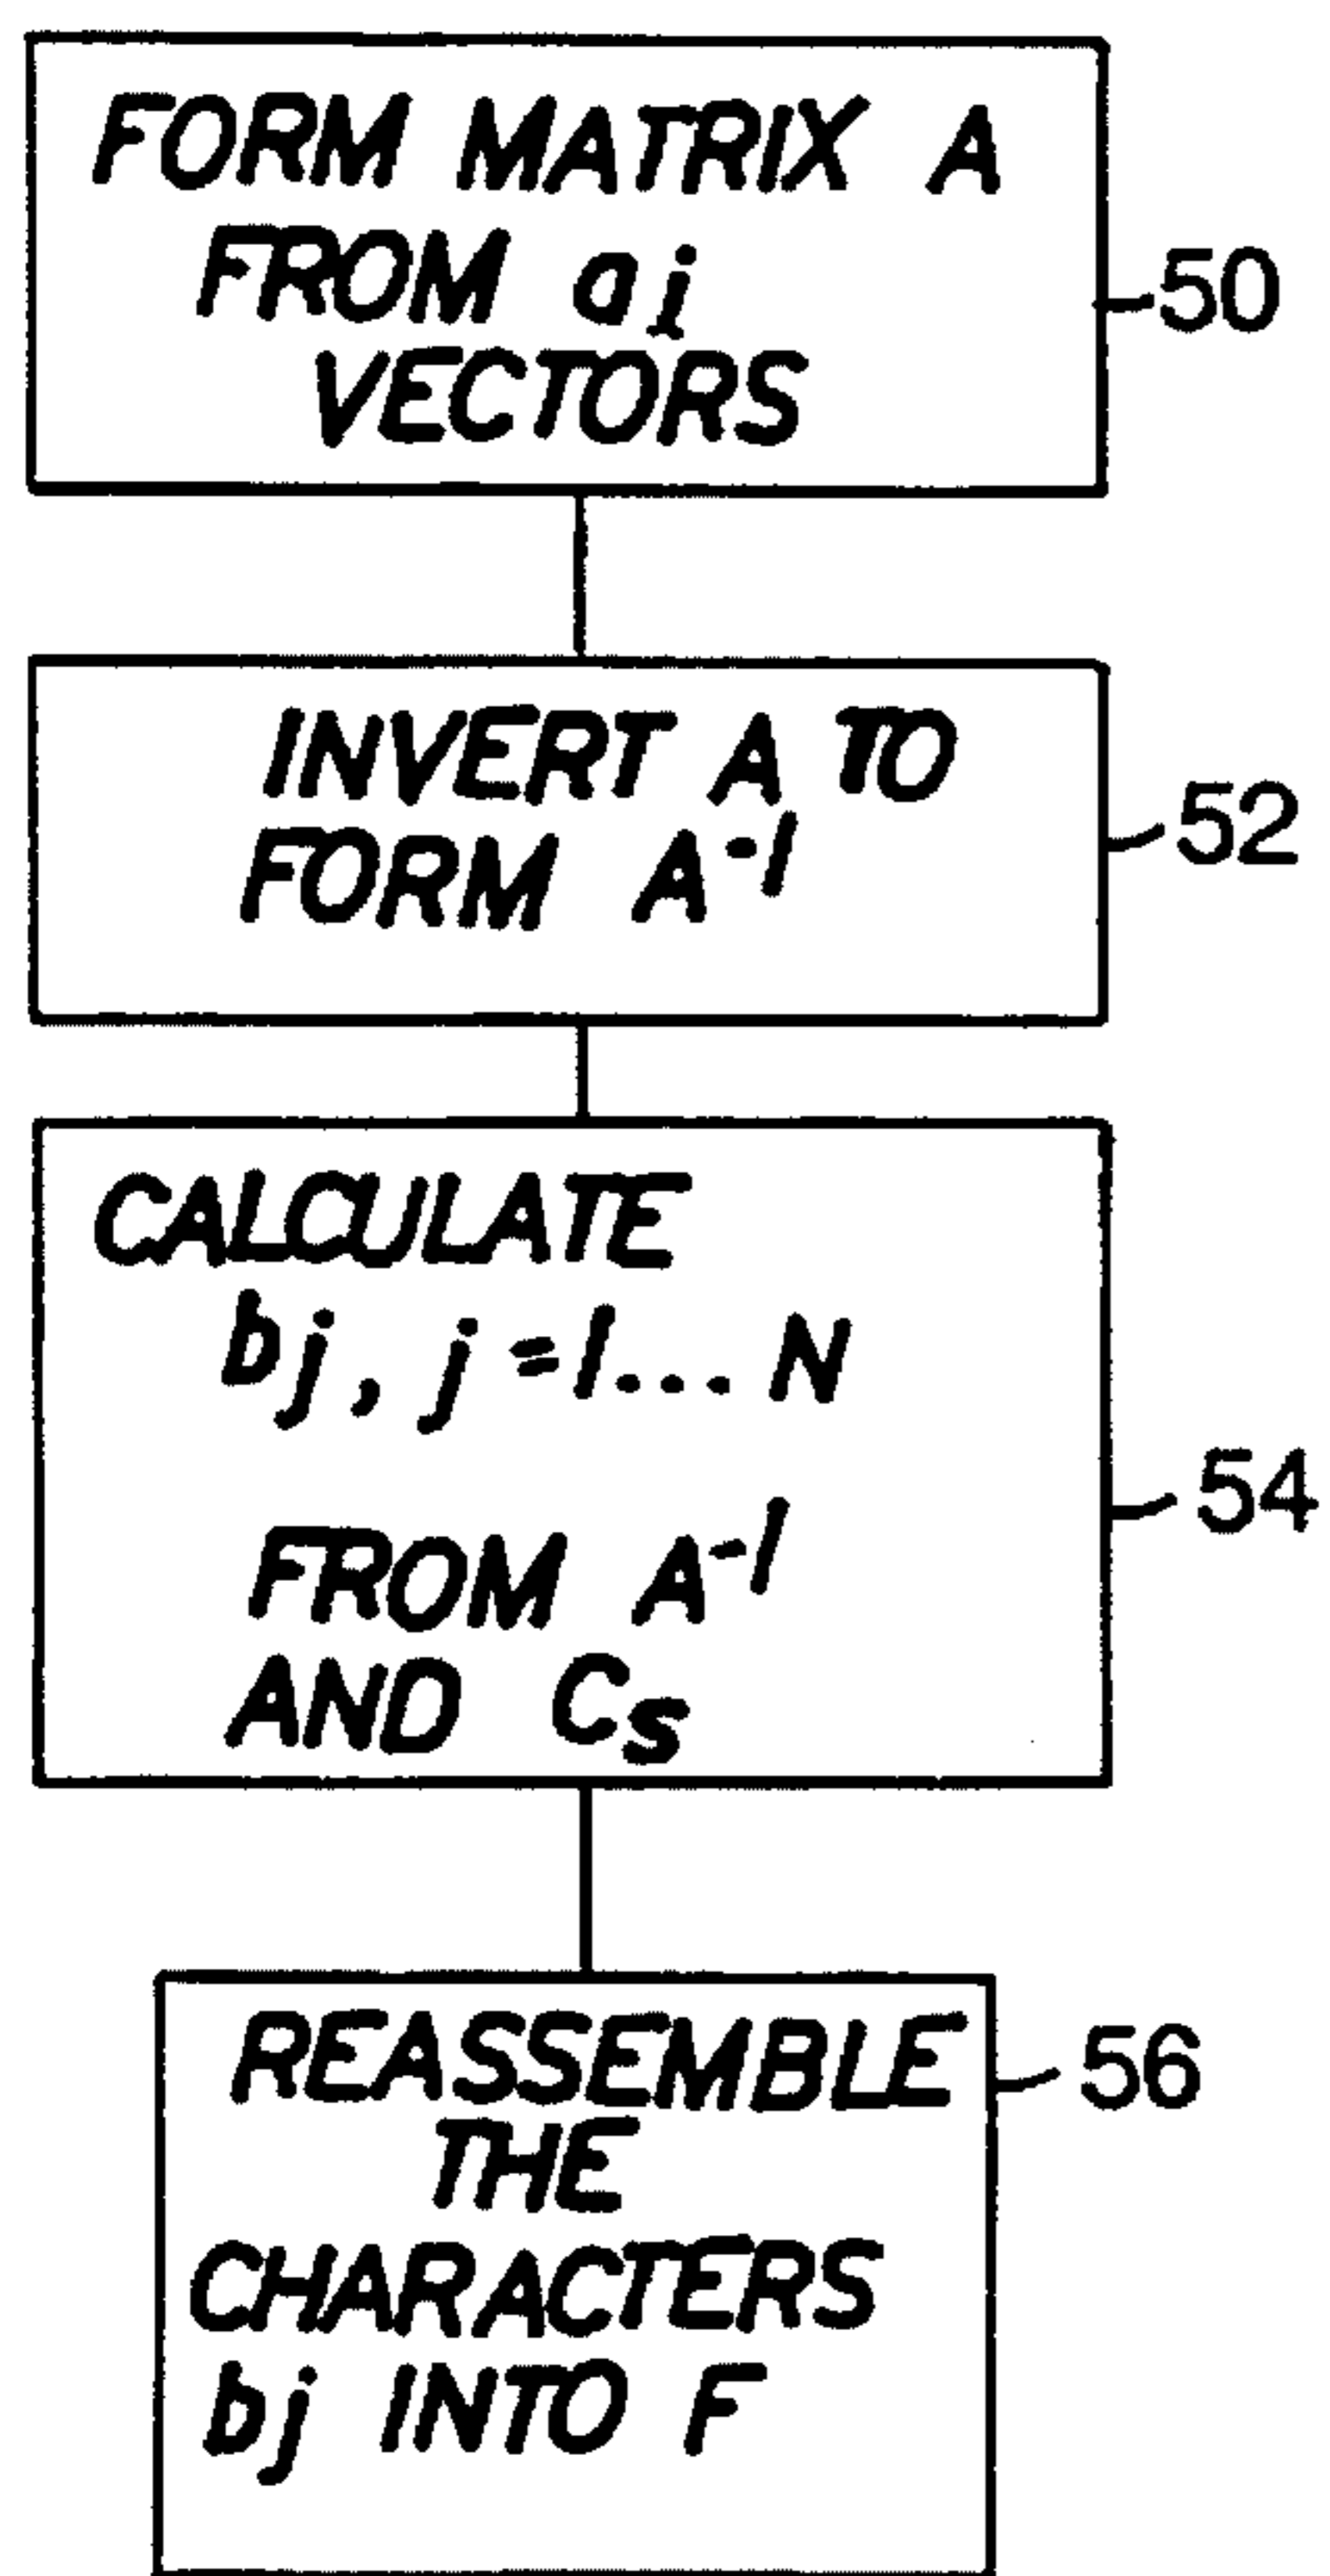 FORM MATRIX A
FROM aᵢ
VECTORS
50
INVERT A TO
FORM A⁻¹
52
CALCULATE
bⱼ, j=1... N
FROM A⁻¹
AND Cₛ
54
REASSEMBLE
THE
CHARACTERS
bⱼ INTO F
56